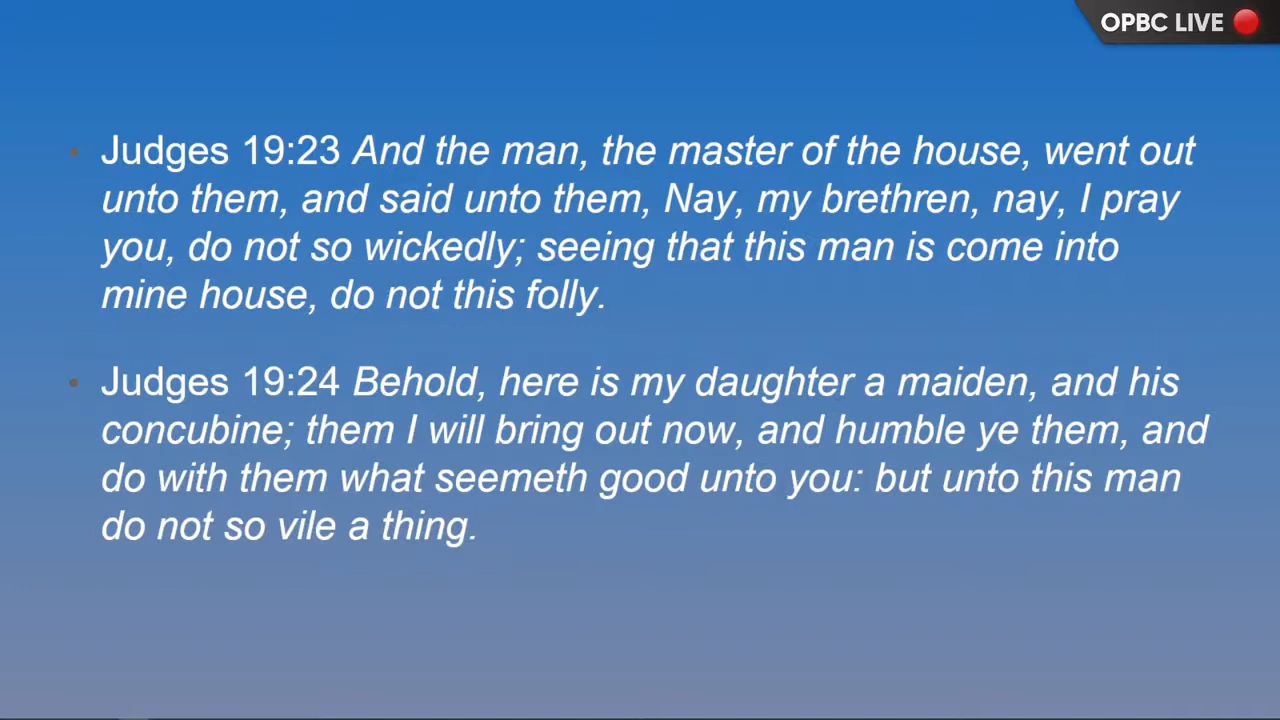 OPBC LIVE
• Judges 19:23 And the man, the master of the house, went out
unto them, and said unto them, Nay, my brethren, nay, I pray
you, do not so wickedly; seeing that this man is come into
mine house, do not this folly.
• Judges 19:24 Behold, here is my daughter a maiden, and his
concubine; them I will bring out now, and humble ye them, and
do with them what seemeth good unto you: but unto this man
do not so vile a thing.